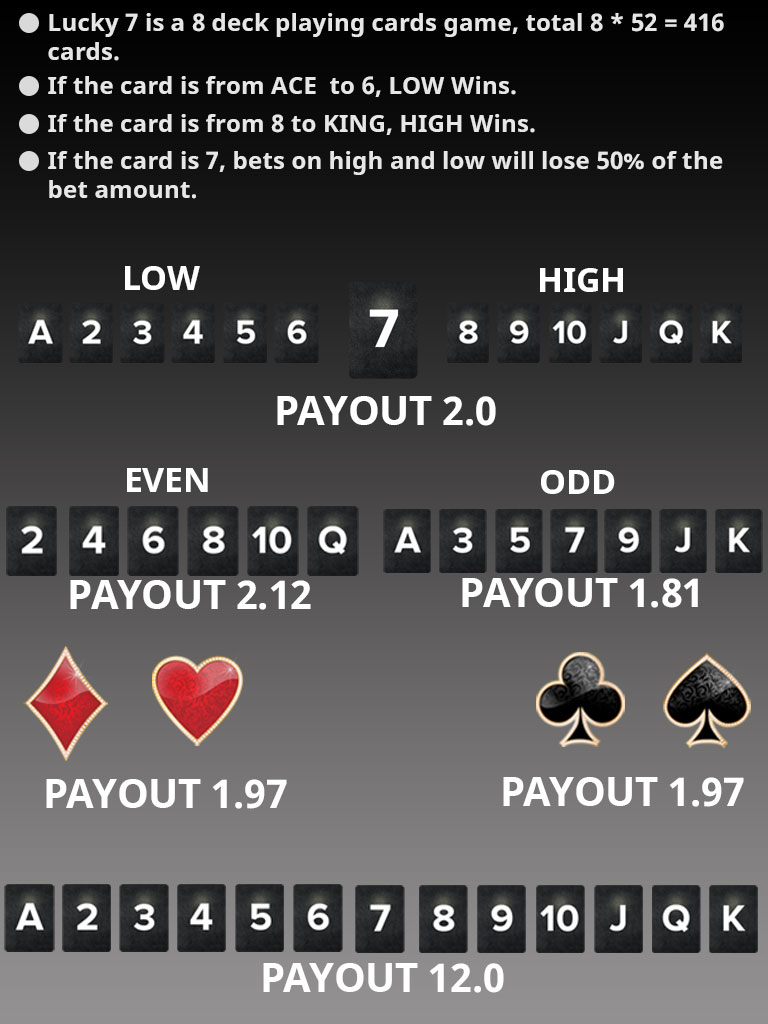 Lucky 7 is a 8 deck playing cards game, total 8 * 52 = 416
cards.
If the card is from ACE  to 6, LOW Wins.
If the card is from 8 to KING, HIGH Wins.
If the card is 7, bets on high and low will lose 50% of the
bet amount.
LOW HIGH
A 2 3 4 5 6 7 8 9 10 J Q K
PAYOUT 2.0
EVEN ODD
2 4 6 8 10 Q A 3 5 7 9 J K
PAYOUT 2.12 PAYOUT 1.81
PAYOUT 1.97 PAYOUT 1.97
A 2 3 4 5 6 7 8 9 10 J Q K
PAYOUT 12.0